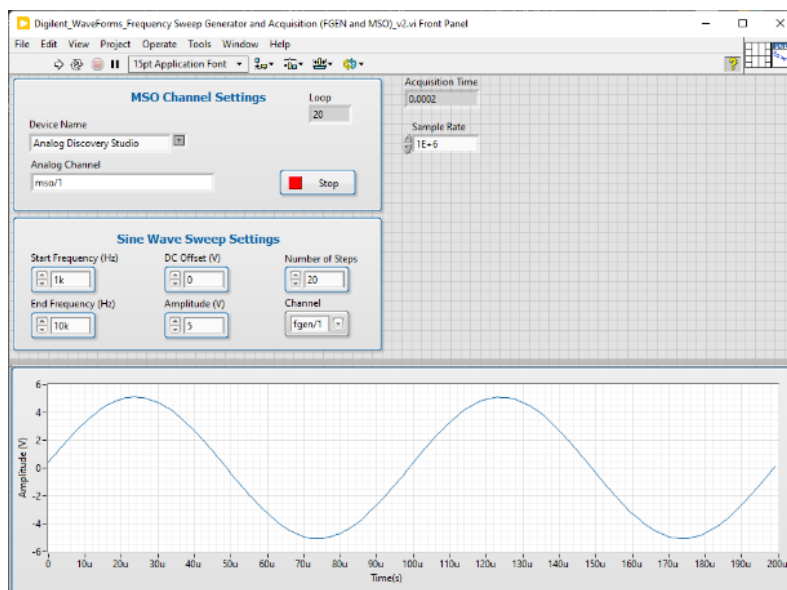 Digilent_WaveForms_Frequency Sweep Generator and Acquisition (FGEN and MSO)_v2.vi Front Panel
File Edit View Project Operate Tools Window Help
15pt Application Font
MSO Channel Settings
Loop
20
Device Name
Analog Discovery Studio
Analog Channel
mso/1
Stop
Acquisition Time
0.0002
Sample Rate
1E+6
Sine Wave Sweep Settings
Start Frequency (Hz) DC Offset (V) Number of Steps
1k 0 20
End Frequency (Hz) Amplitude (V) Channel
10k 5 fgen/1
Amplitude (V)
6
4
2
0
-2
-4
-6
0 10u 20u 30u 40u 50u 60u 70u 80u 90u 100u 110u 120u 130u 140u 150u 160u 170u 180u 190u 200u
Time(s)